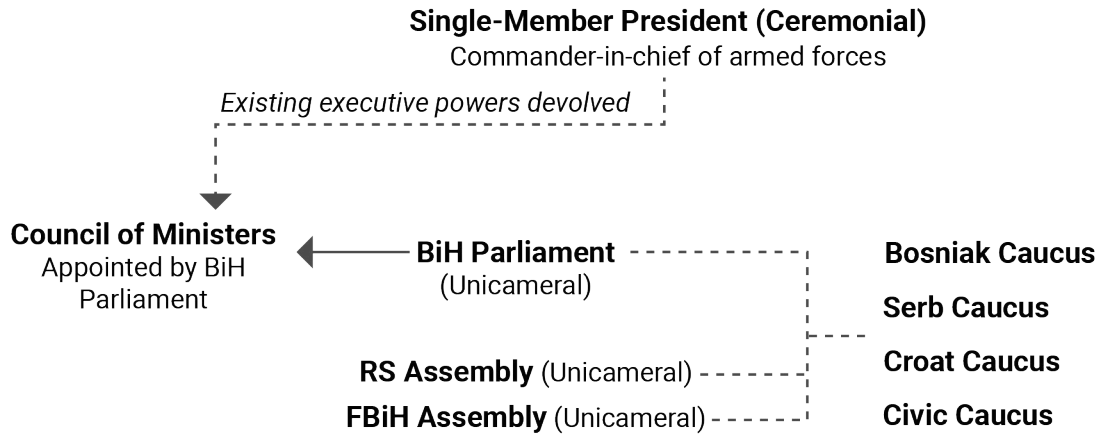 Single-Member President (Ceremonial)
Commander-in-chief of armed forces
Existing executive powers devolved
Council of Ministers
Appointed by BiH
Parliament
BiH Parliament
(Unicameral)
RS Assembly (Unicameral)
FBiH Assembly (Unicameral)
Bosniak Caucus
Serb Caucus
Croat Caucus
Civic Caucus